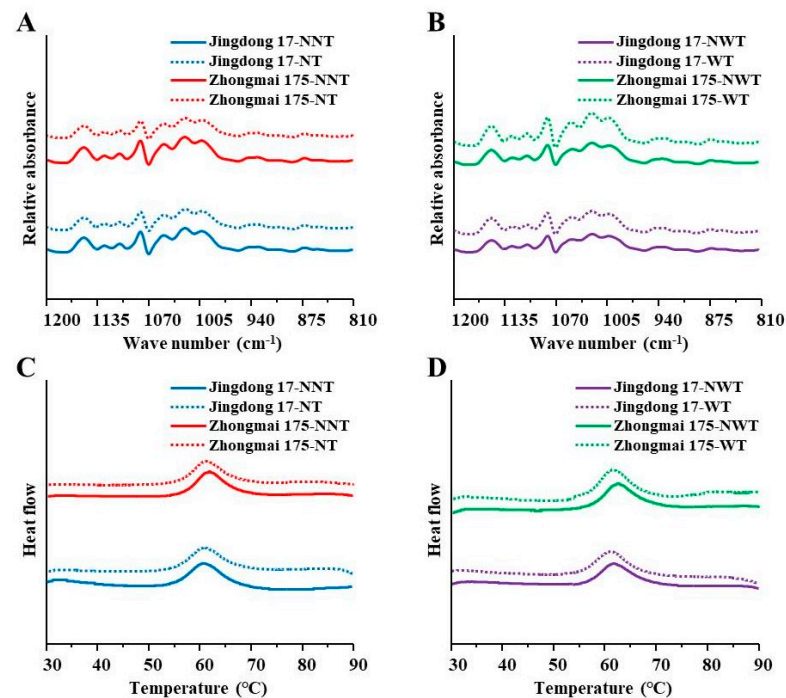 A
Jingdong 17-NNT
Jingdong 17-NT
Zhongmai 175-NNT
Zhongmai 175-NT
Relative absorbance
1200 1135 1070 1005 940 875 810
Wave number (cm⁻¹)
B
Jingdong 17-NWT
Jingdong 17-WT
Zhongmai 175-NWT
Zhongmai 175-WT
Relative absorbance
1200 1135 1070 1005 940 875 810
Wave number (cm⁻¹)
C
Jingdong 17-NNT
Jingdong 17-NT
Zhongmai 175-NNT
Zhongmai 175-NT
Heat flow
30 40 50 60 70 80 90
Temperature (℃)
D
Jingdong 17-NWT
Jingdong 17-WT
Zhongmai 175-NWT
Zhongmai 175-WT
Heat flow
30 40 50 60 70 80 90
Temperature (℃)